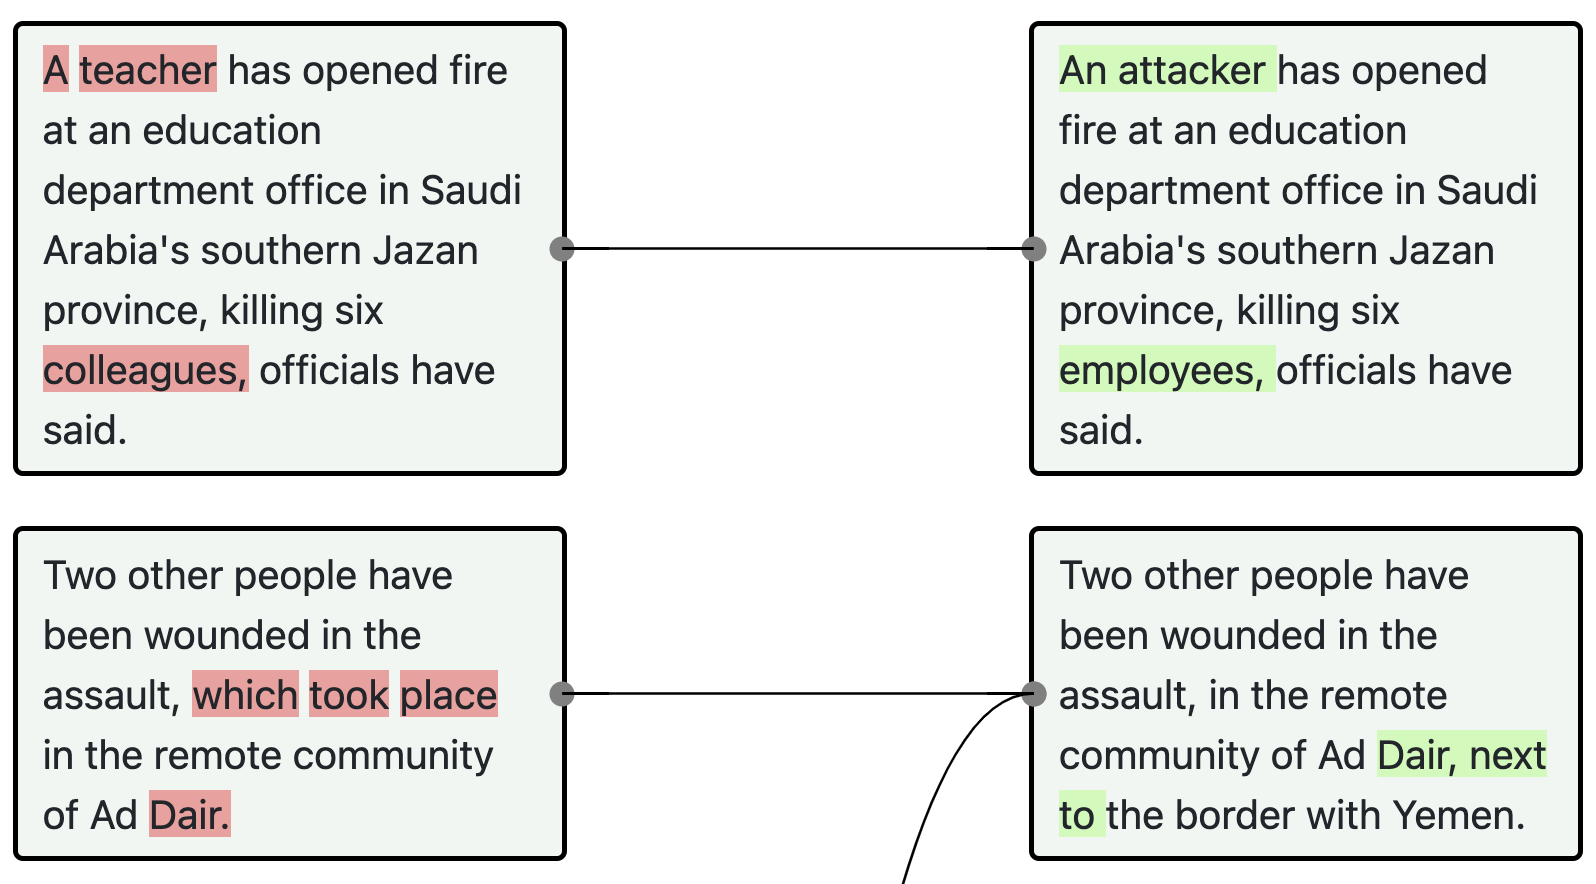 A teacher has opened fire
at an education
department office in Saudi
Arabia's southern Jazan
province, killing six
colleagues, officials have
said.
An attacker has opened
fire at an education
department office in Saudi
Arabia's southern Jazan
province, killing six
employees, officials have
said.
Two other people have
been wounded in the
assault, which took place
in the remote community
of Ad Dair.
Two other people have
been wounded in the
assault, in the remote
community of Ad Dair, next
to the border with Yemen.